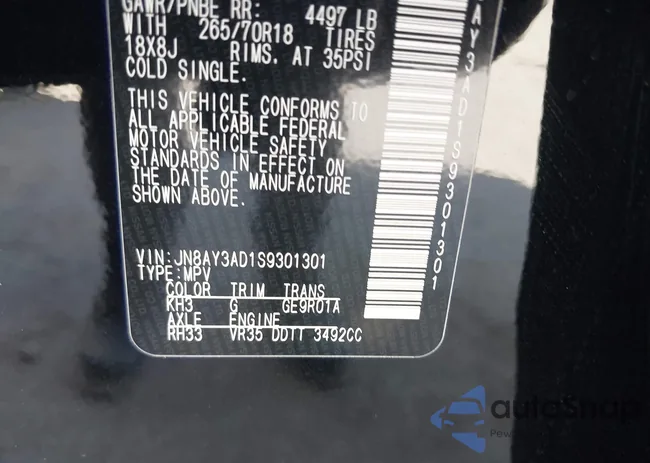 GAWR/PNBE RR: 4497 LB
WITH 265/70R18 TIRES
18X8J RIMS. AT 35PSI
COLD SINGLE.
THIS VEHICLE CONFORMS TO
ALL APPLICABLE FEDERAL
MOTOR VEHICLE SAFETY
STANDARDS IN EFFECT ON
THE DATE OF MANUFACTURE
SHOWN ABOVE.
VIN: JN8AY3AD1S9301301
TYPE:MPV
COLOR TRIM TRANS
KH3 G GE9R01A
AXLE ENGINE
RH33 VR35 DDTT 3492CC
AY3AD1S9301301
autoSnap